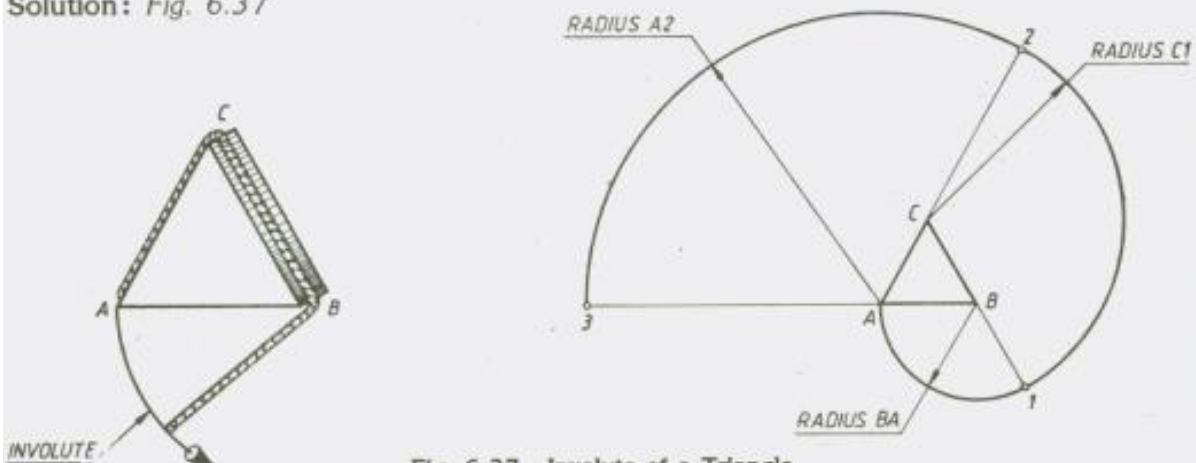 Solution: Fig. 6.37
RADIUS A2
2
RADIUS C1
C
C
A
B
3
A
B
1
RADIUS BA
INVOLUTE
Fig. 6.37 Involute of a Triangle